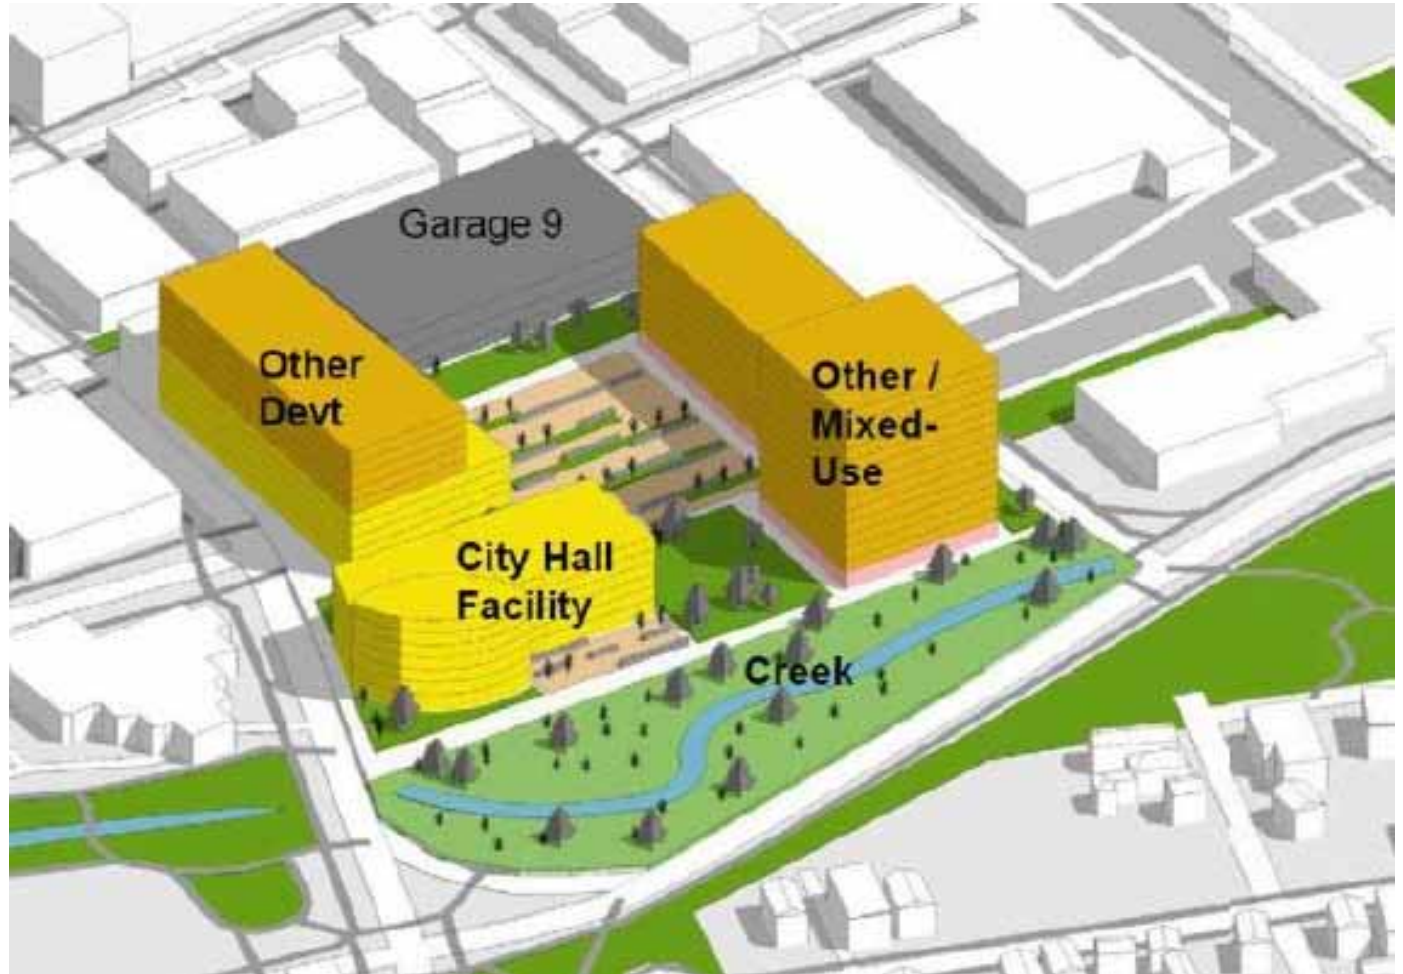 Garage 9
Other
Devt
Other /
Mixed-
Use
City Hall
Facility
Creek